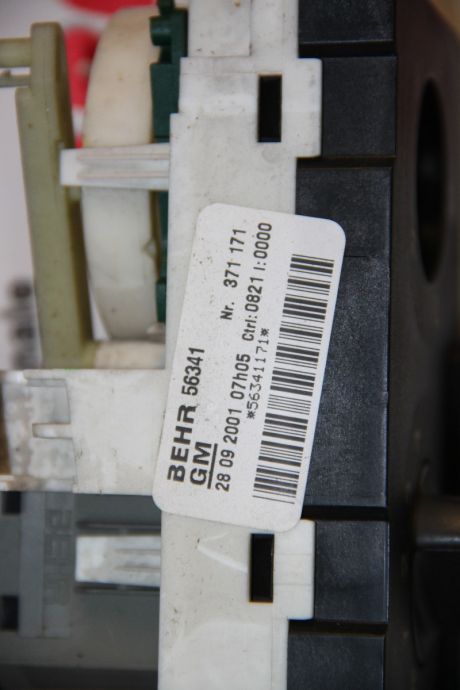 BEHR 56341
GM Nr. 371 171
28 09 2001 07h05 Ctrl:0821 I:0000
*56341171*